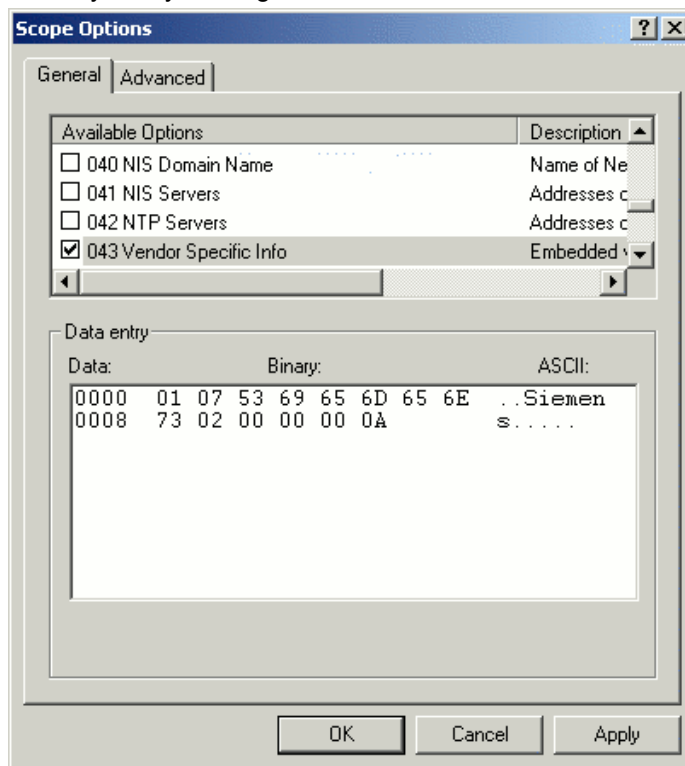 Scope Options
General Advanced
Available Options Description
040 NIS Domain Name Name of Ne
041 NIS Servers Addresses c
042 NTP Servers Addresses c
043 Vendor Specific Info Embedded
Data entry
Data: Binary: ASCII:
0000 01 07 53 69 65 6D 65 6E ..Siemen
0008 73 02 00 00 00 0A s.....
OK Cancel Apply